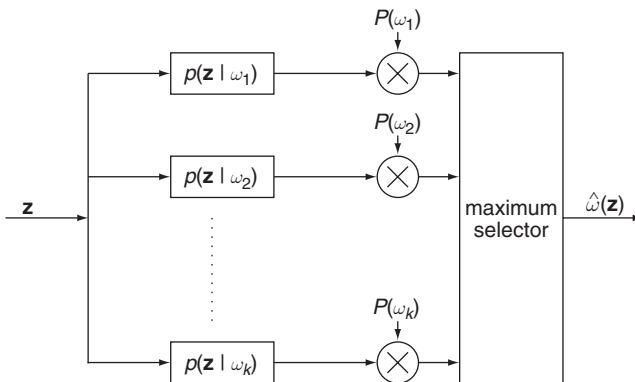 P(ω₁)
p(z | ω₁)
P(ω₂)
p(z | ω₂)
z
maximum
selector
ω̂(z)
P(ωₖ)
p(z | ωₖ)